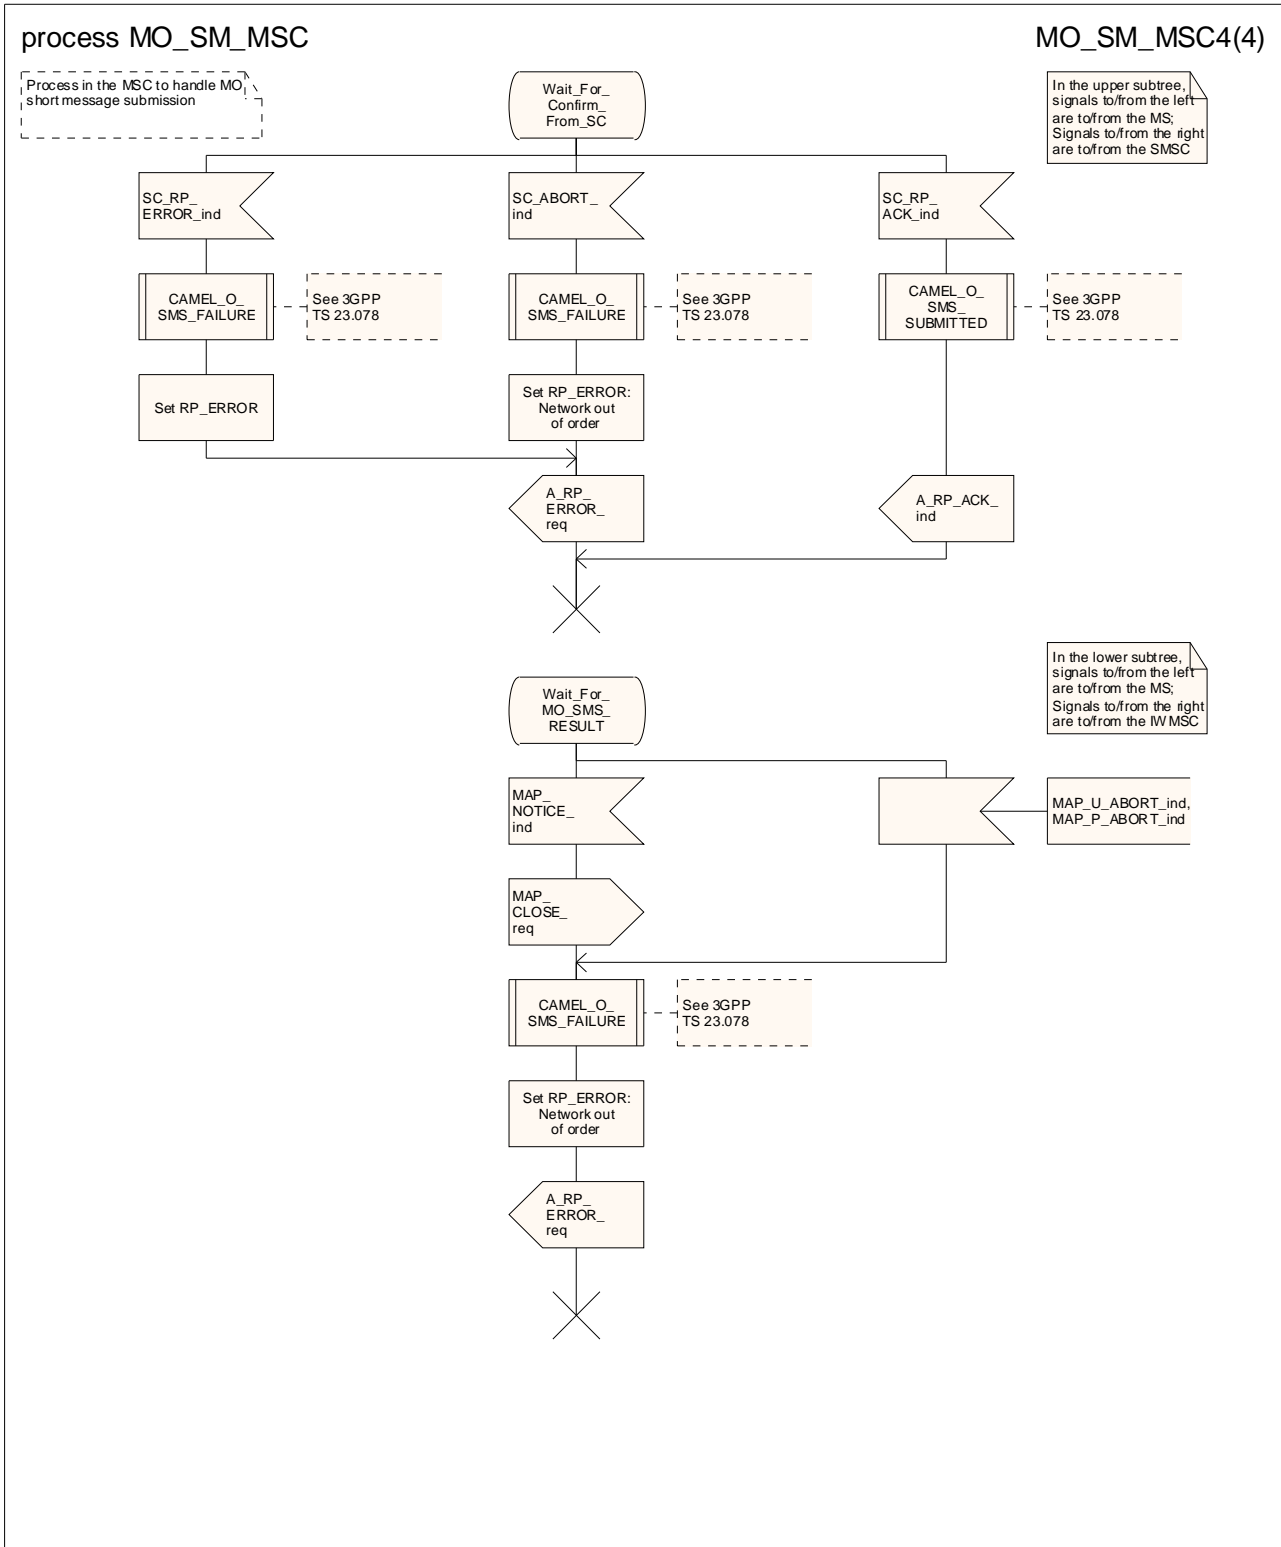 process MO_SM_MSC
MO_SM_MSC4(4)
Process in the MSC to handle MO
short message submission
Wait_For_
Confirm_
From_SC
In the upper subtree,
signals to/from the left
are to/from the MS;
Signals to/from the right
are to/from the SMSC
SC_RP_
ERROR_ind
SC_ABORT_
ind
SC_RP_
ACK_ind
CAMEL_O_
SMS_FAILURE
See 3GPP
TS 23.078
CAMEL_O_
SMS_FAILURE
See 3GPP
TS 23.078
CAMEL_O_
SMS_
SUBMITTED
See 3GPP
TS 23.078
Set RP_ERROR
Set RP_ERROR:
Network out
of order
A_RP_
ERROR_
req
A_RP_ACK_
ind
In the lower subtree,
signals to/from the left
are to/from the MS;
Signals to/from the right
are to/from the IWMSC
Wait_For_
MO_SMS_
RESULT
MAP_
NOTICE_
ind
MAP_U_ABORT_ind,
MAP_P_ABORT_ind
MAP_
CLOSE_
req
CAMEL_O_
SMS_FAILURE
See 3GPP
TS 23.078
Set RP_ERROR:
Network out
of order
A_RP_
ERROR_
req